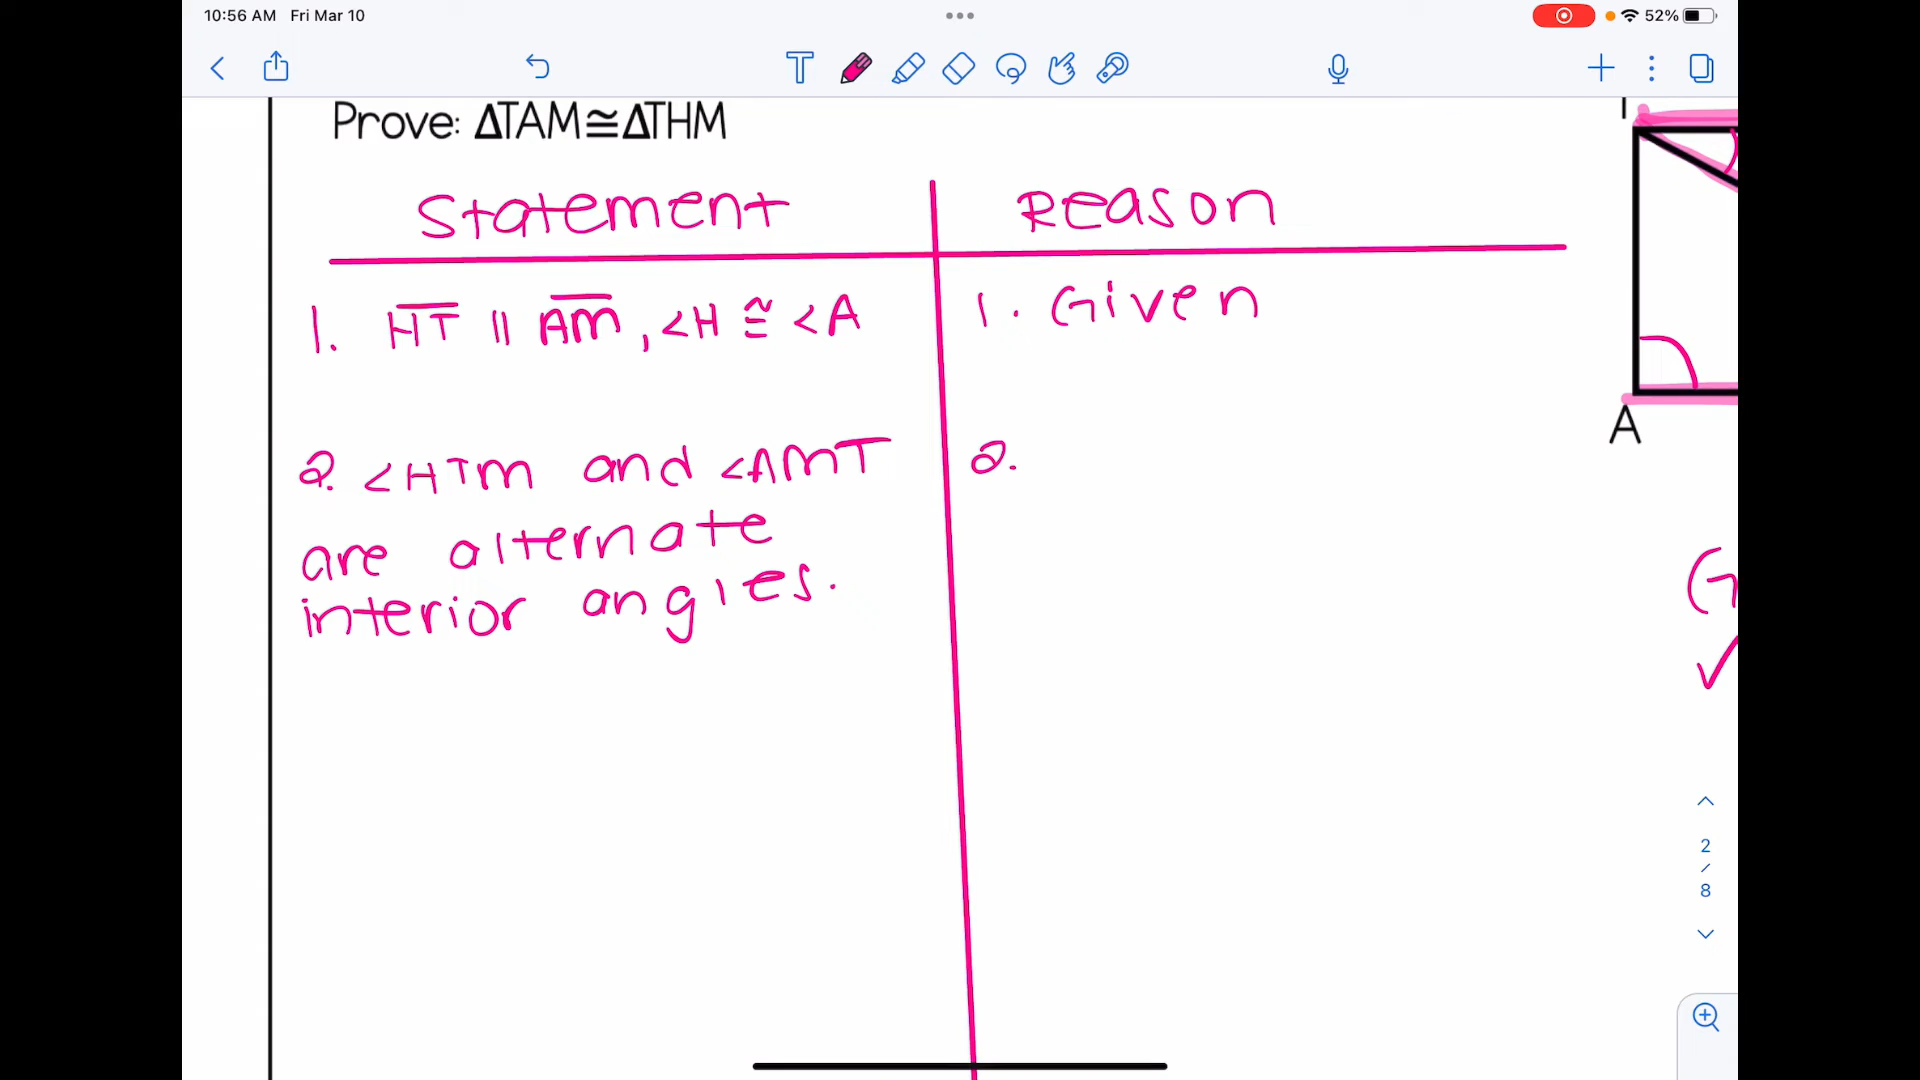 10:56 AM Fri Mar 10
52%
T
Prove: ΔTAM≅ΔTHM
Statement Reason
1. HT || AM, <H ≅ <A 1. Given
2. <HTM and <AMT 2.
are alternate
interior angles.
A
2
/
8